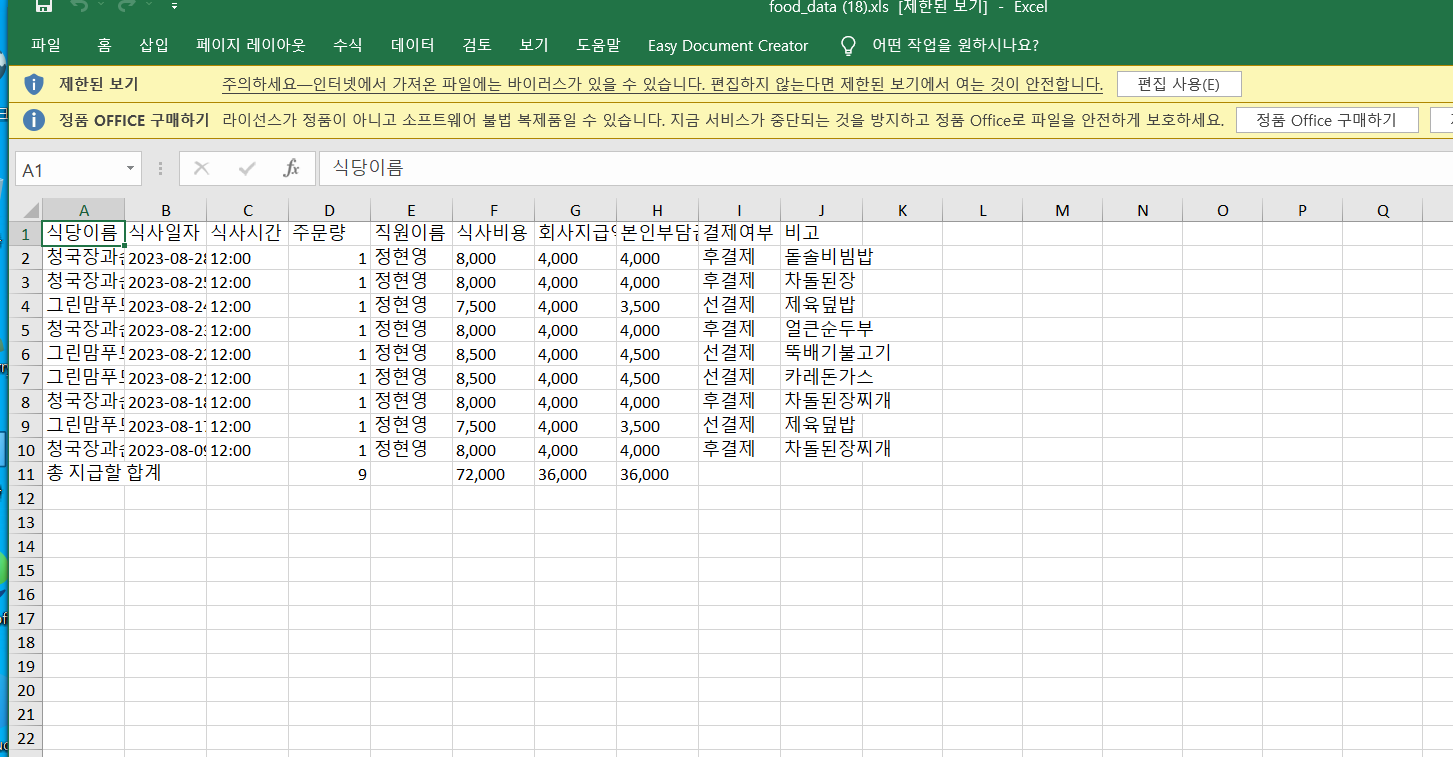 food_data (18).xls [제한된 보기] - Excel
파일 홈 삽입 페이지 레이아웃 수식 데이터 검토 보기 도움말 Easy Document Creator 어떤 작업을 원하시나요?
제한된 보기 주의하세요—인터넷에서 가져온 파일에는 바이러스가 있을 수 있습니다. 편집하지 않는다면 제한된 보기에서 여는 것이 안전합니다. 편집 사용(E)
정품 OFFICE 구매하기 라이선스가 정품이 아니고 소프트웨어 불법 복제품일 수 있습니다. 지금 서비스가 중단되는 것을 방지하고 정품 Office로 파일을 안전하게 보호하세요. 정품 Office 구매하기
A1 fx 식당이름
A B C D E F G H I J K L M N O P Q
1 식당이름 식사일자 식사시간 주문량 직원이름 식사비용 회사지급 본인부담 결제여부 비고
2 청국장과 2023-08-28 12:00 1 정현영 8,000 4,000 4,000 후결제 돌솥비빔밥
3 청국장과 2023-08-25 12:00 1 정현영 8,000 4,000 4,000 후결제 차돌된장
4 그린맘푸 2023-08-24 12:00 1 정현영 7,500 4,000 3,500 선결제 제육덮밥
5 청국장과 2023-08-23 12:00 1 정현영 8,000 4,000 4,000 후결제 얼큰순두부
6 그린맘푸 2023-08-22 12:00 1 정현영 8,500 4,000 4,500 선결제 뚝배기불고기
7 그린맘푸 2023-08-21 12:00 1 정현영 8,500 4,000 4,500 선결제 카레돈가스
8 청국장과 2023-08-18 12:00 1 정현영 8,000 4,000 4,000 후결제 차돌된장찌개
9 그린맘푸 2023-08-17 12:00 1 정현영 7,500 4,000 3,500 선결제 제육덮밥
10 청국장과 2023-08-09 12:00 1 정현영 8,000 4,000 4,000 후결제 차돌된장찌개
11 총 지급할 합계 9 72,000 36,000 36,000
12
13
14
15
16
17
18
19
20
21
22